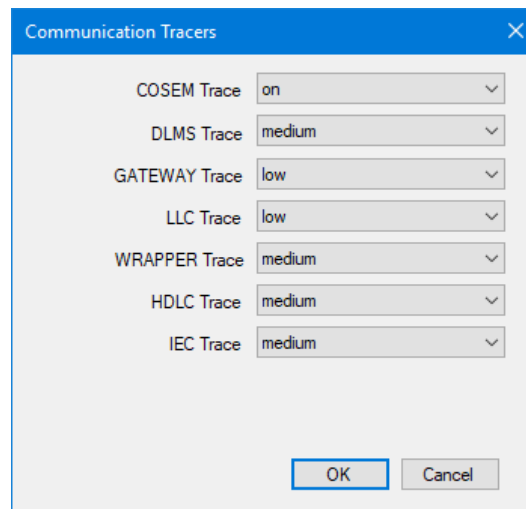 Communication Tracers
COSEM Trace on
DLMS Trace medium
GATEWAY Trace low
LLC Trace low
WRAPPER Trace medium
HDLC Trace medium
IEC Trace medium
OK Cancel